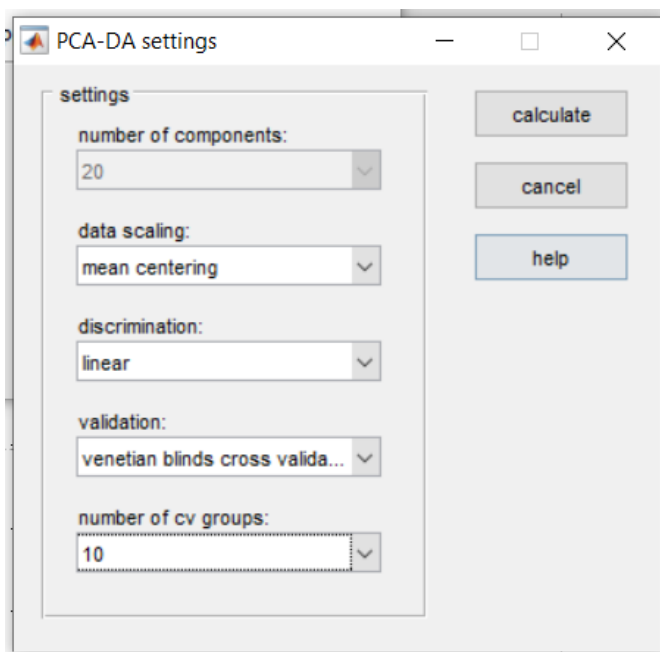 PCA-DA settings
settings
number of components:
20
data scaling:
mean centering
discrimination:
linear
validation:
venetian blinds cross valida...
number of cv groups:
10
calculate
cancel
help